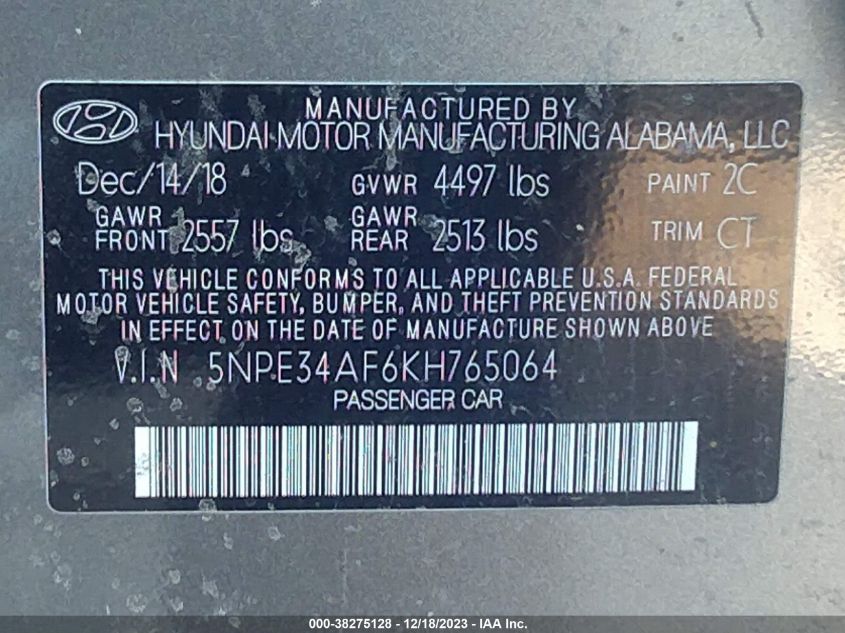 MANUFACTURED BY
HYUNDAI MOTOR MANUFACTURING ALABAMA, LLC
Dec/14/18 GVWR 4497 lbs PAINT 2C
GAWR FRONT 2557 lbs GAWR REAR 2513 lbs TRIM CT
THIS VEHICLE CONFORMS TO ALL APPLICABLE U.S.A. FEDERAL
MOTOR VEHICLE SAFETY, BUMPER, AND THEFT PREVENTION STANDARDS
IN EFFECT ON THE DATE OF MANUFACTURE SHOWN ABOVE
V.I.N 5NPE34AF6KH765064
PASSENGER CAR
000-38275128 - 12/18/2023 - IAA Inc.